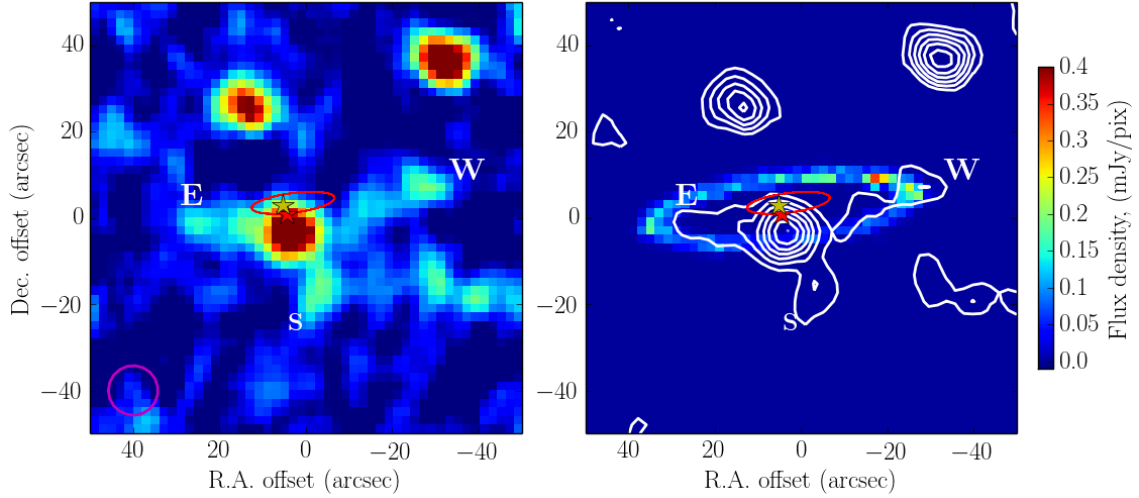 40
20
0
−20
−40
Dec. offset (arcsec)
E
W
S
40
20
0
−20
−40
R.A. offset (arcsec)
40
20
0
−20
−40
E
W
S
40
20
0
−20
−40
R.A. offset (arcsec)
0.4
0.35
0.3
0.25
0.2
0.15
0.1
0.05
0.0
Flux density, (mJy/pix)